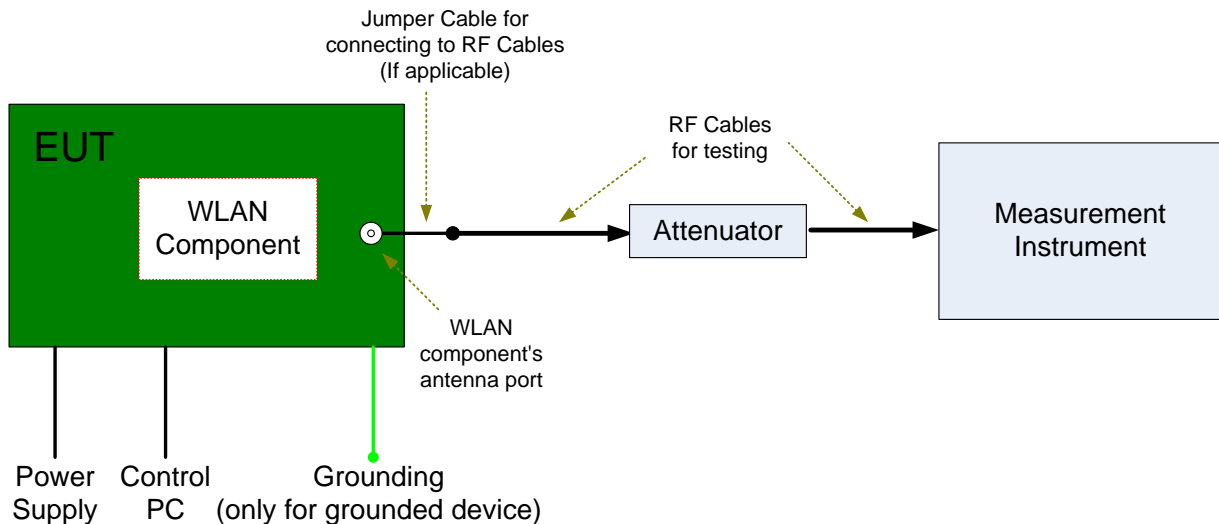 Jumper Cable for
connecting to RF Cables
(If applicable)
EUT
WLAN
Component
RF Cables
for testing
Attenuator
Measurement
Instrument
WLAN
component's
antenna port
Power
Supply
Control
PC
Grounding
(only for grounded device)